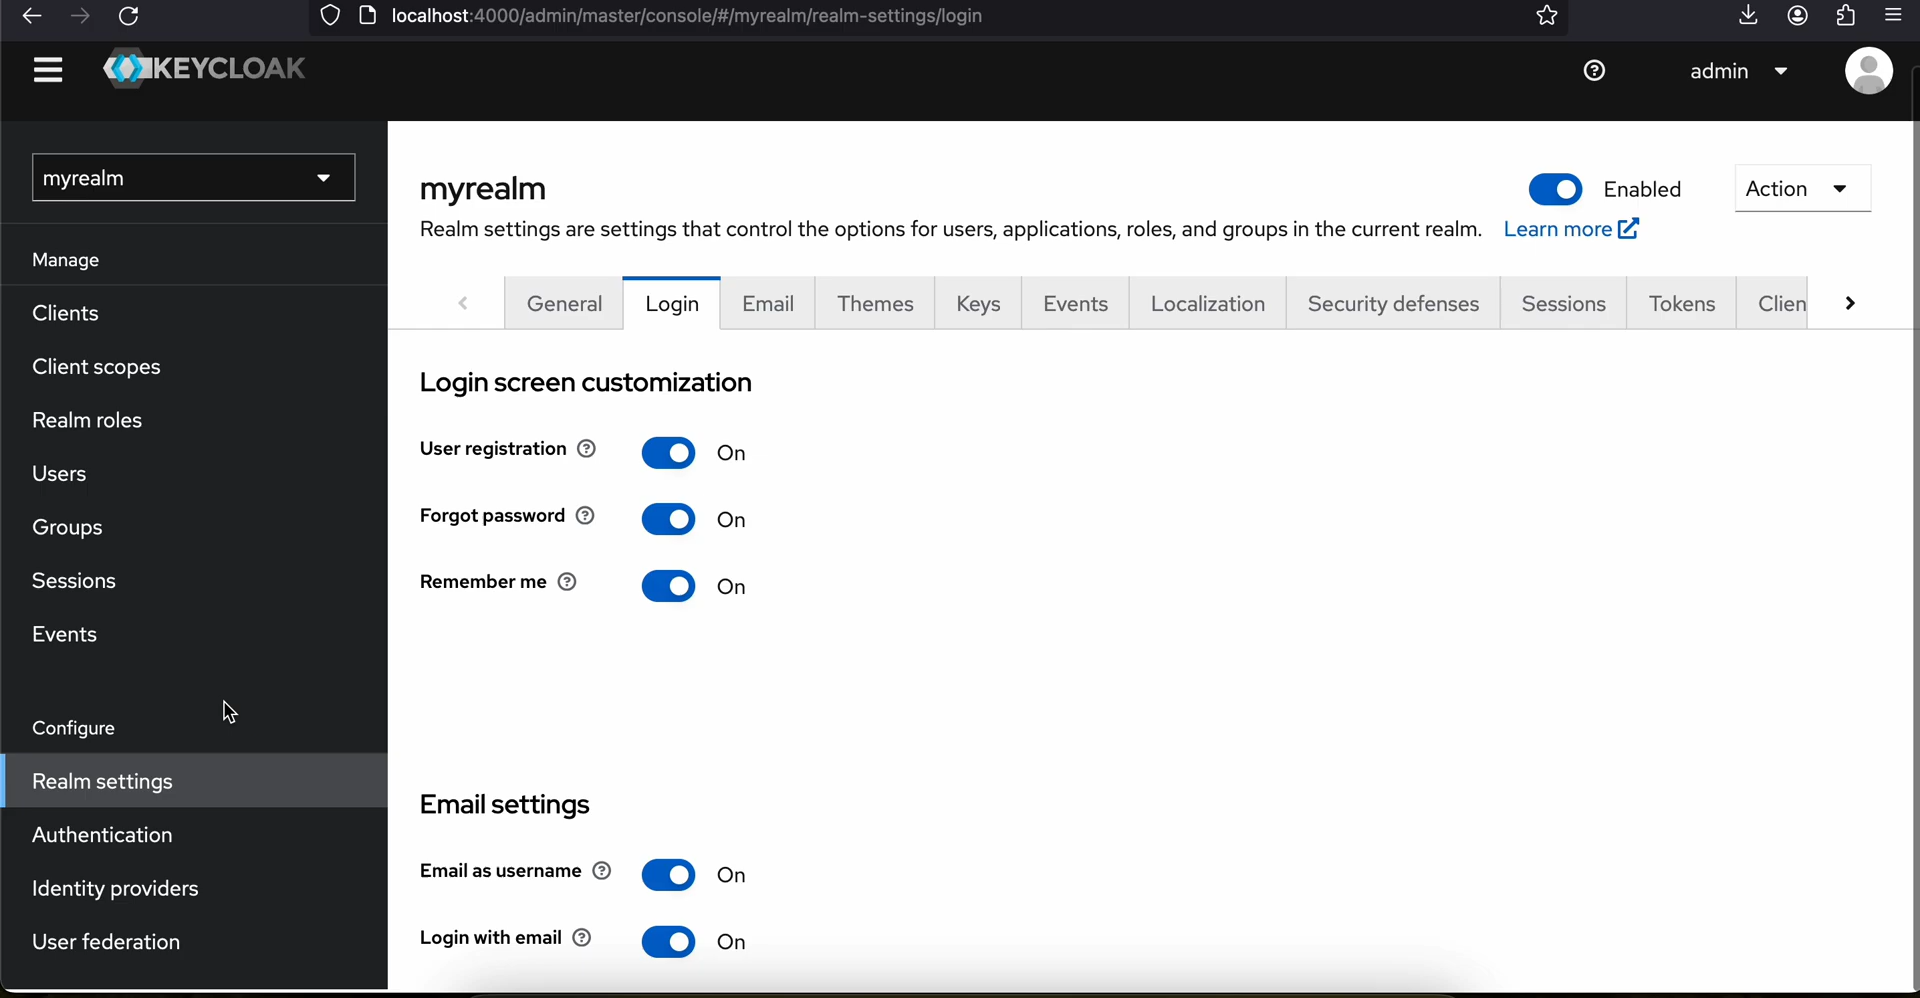 localhost:4000/admin/master/console/#/myrealm/realm-settings/login
KEYCLOAK
admin
myrealm
Manage
Clients
Client scopes
Realm roles
Users
Groups
Sessions
Events
Configure
Realm settings
Authentication
Identity providers
User federation
myrealm
Enabled
Action
Realm settings are settings that control the options for users, applications, roles, and groups in the current realm. Learn more
General Login Email Themes Keys Events Localization Security defenses Sessions Tokens Clien
Login screen customization
User registration On
Forgot password On
Remember me On
Email settings
Email as username On
Login with email On